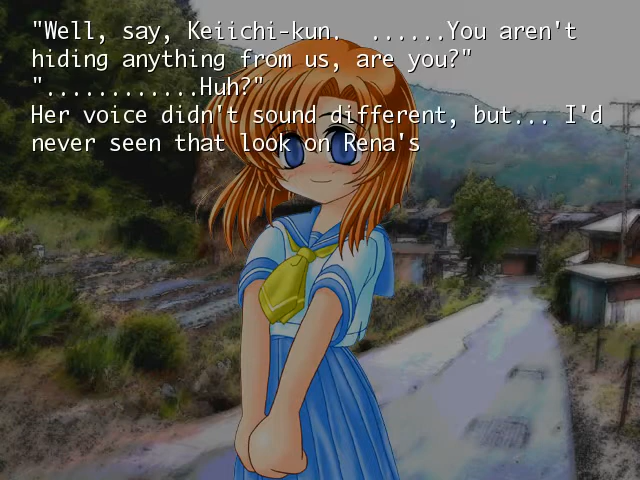 "Well, say, Keiichi-kun.  ......You aren't
hiding anything from us, are you?"
"............Huh?"
Her voice didn't sound different, but... I'd
never seen that look on Rena's